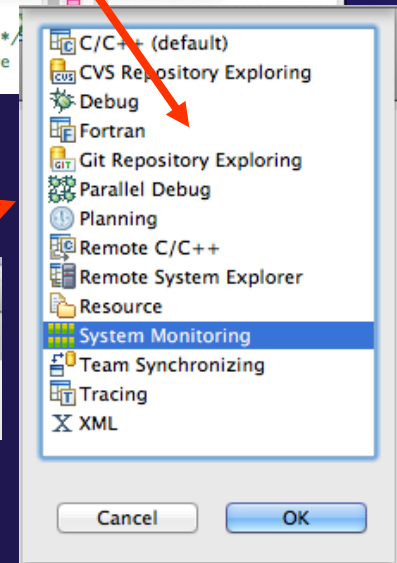 */
e
C/C++ (default)
CVS Repository Exploring
Debug
Fortran
Git Repository Exploring
Parallel Debug
Planning
Remote C/C++
Remote System Explorer
Resource
System Monitoring
Team Synchronizing
Tracing
XML
Cancel
OK